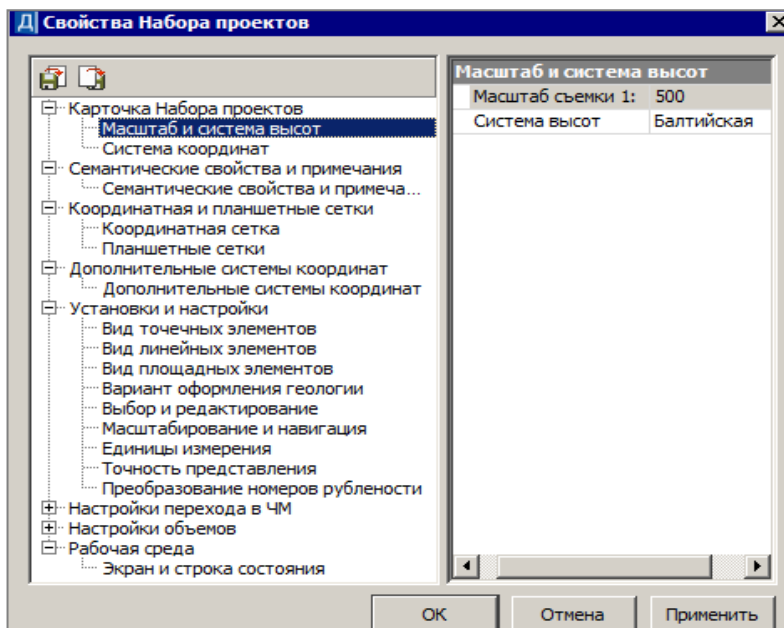 Д Свойства Набора проектов
Карточка Набора проектов
Масштаб и система высот
Система координат
Семантические свойства и примечания
Семантические свойства и примеча...
Координатная и планшетные сетки
Координатная сетка
Планшетные сетки
Дополнительные системы координат
Дополнительные системы координат
Установки и настройки
Вид точечных элементов
Вид линейных элементов
Вид площадных элементов
Вариант оформления геологии
Выбор и редактирование
Масштабирование и навигация
Единицы измерения
Точность представления
Преобразование номеров рублености
Настройки перехода в ЧМ
Настройки объемов
Рабочая среда
Экран и строка состояния
Масштаб и система высот
Масштаб съемки 1: 500
Система высот Балтийская
ОК Отмена Применить